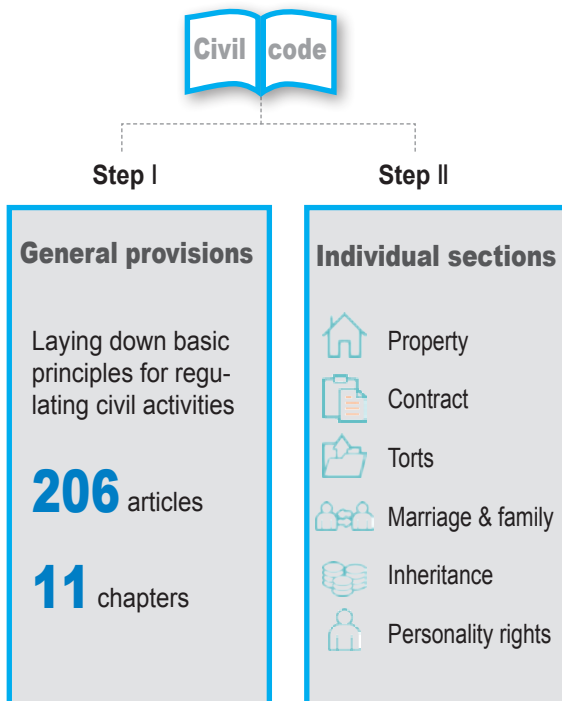 Civil code
Step Ⅰ
General provisions
Laying down basic
principles for regu-
lating civil activities
206 articles
11 chapters
Step Ⅱ
Individual sections
Property
Contract
Torts
Marriage & family
Inheritance
Personality rights